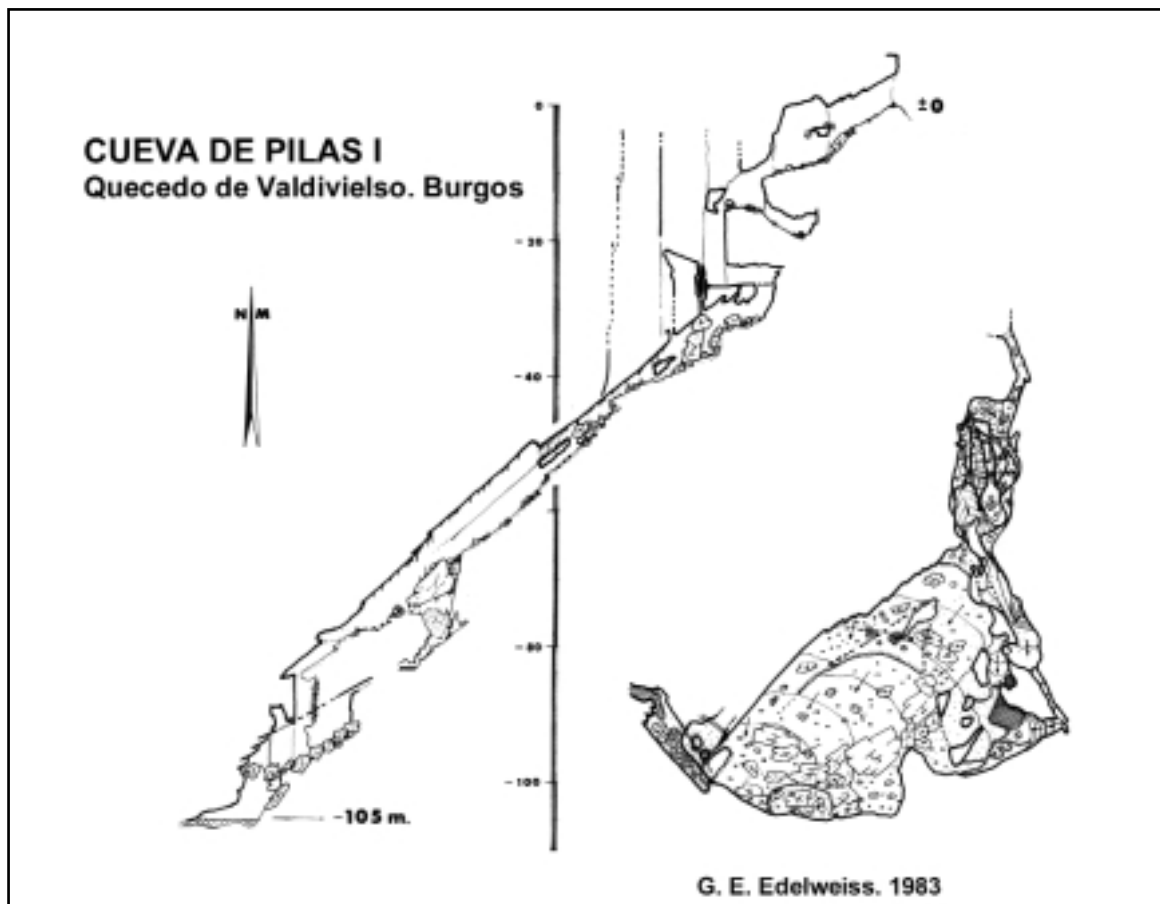 CUEVA DE PILAS I
Quecedo de Valdivielso. Burgos
±0
0
-20
-40
-80
-100
N M
-105 m.
G. E. Edelweiss. 1983